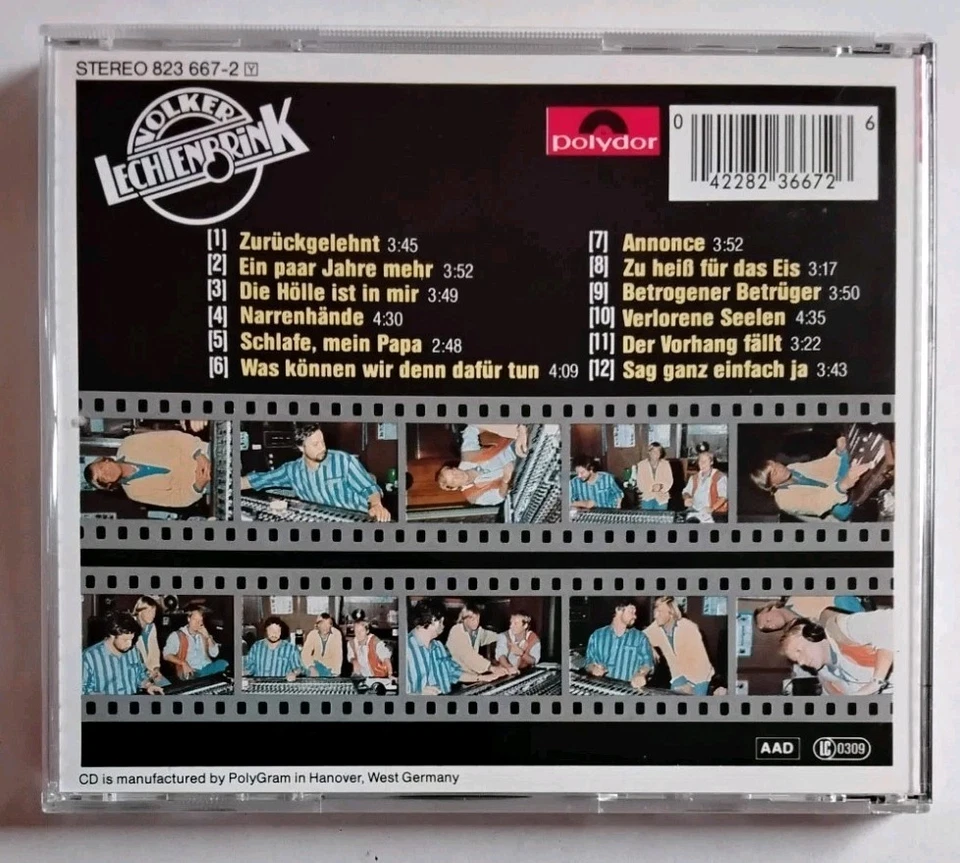 STEREO 823 667-2 Y
VOLKER
LECHTENBRINK
polydor
0 42282 36672 6
[1] Zurückgelehnt 3:45
[2] Ein paar Jahre mehr 3:52
[3] Die Hölle ist in mir 3:49
[4] Narrenhände 4:30
[5] Schlafe, mein Papa 2:48
[6] Was können wir denn dafür tun 4:09
[7] Annonce 3:52
[8] Zu heiß für das Eis 3:17
[9] Betrogener Betrüger 3:50
[10] Verlorene Seelen 4:35
[11] Der Vorhang fällt 3:22
[12] Sag ganz einfach ja 3:43
AAD
LC 0309
CD is manufactured by PolyGram in Hanover, West Germany